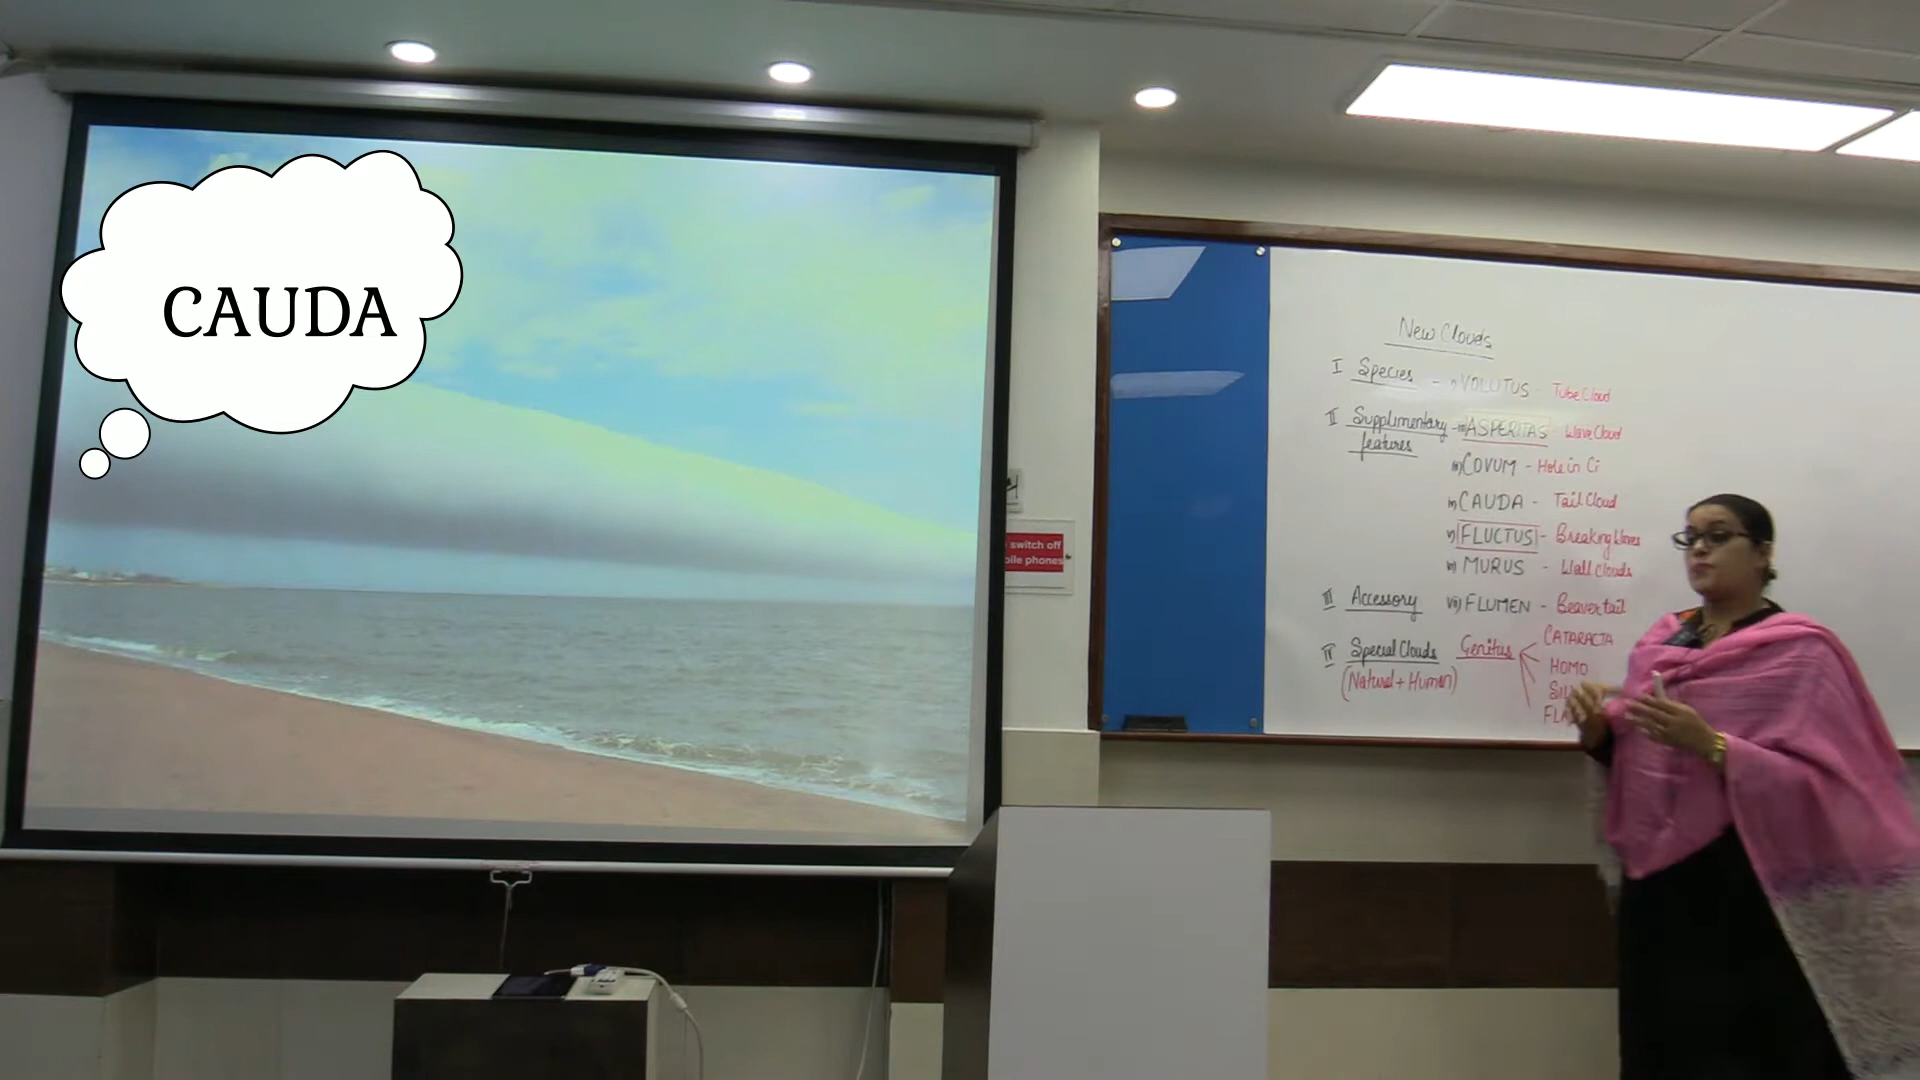 CAUDA
switch off
phones
New Clouds
I Species - i) VOLUTUS - Tube Cloud
II Supplimentary features - ii) ASPERITAS Wave Cloud
iii) COVUM - Hole in Ci
iv) CAUDA - Tail Cloud
v) FLUCTUS - Breaking Waves
vi) MURUS - Wall Clouds
III Accessory vii) FLUMEN - Beaver tail
IV Special Clouds Genitus CATARACTA
(Natural + Human) HOMO